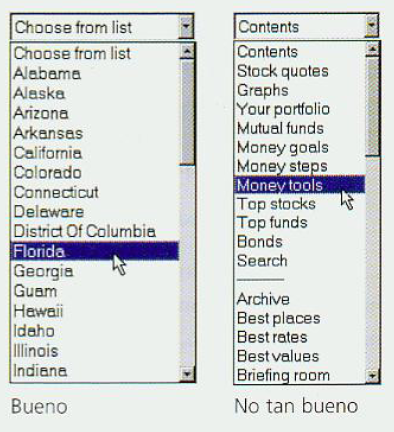 Choose from list
Choose from list
Alabama
Alaska
Arizona
Arkansas
California
Colorado
Connecticut
Delaware
District Of Columbia
Florida
Georgia
Guam
Hawaii
Idaho
Illinois
Indiana
Bueno
Contents
Contents
Stock quotes
Graphs
Your portfolio
Mutual funds
Money goals
Money steps
Money tools
Top stocks
Top funds
Bonds
Search
Archive
Best places
Best rates
Best values
Briefing room
No tan bueno